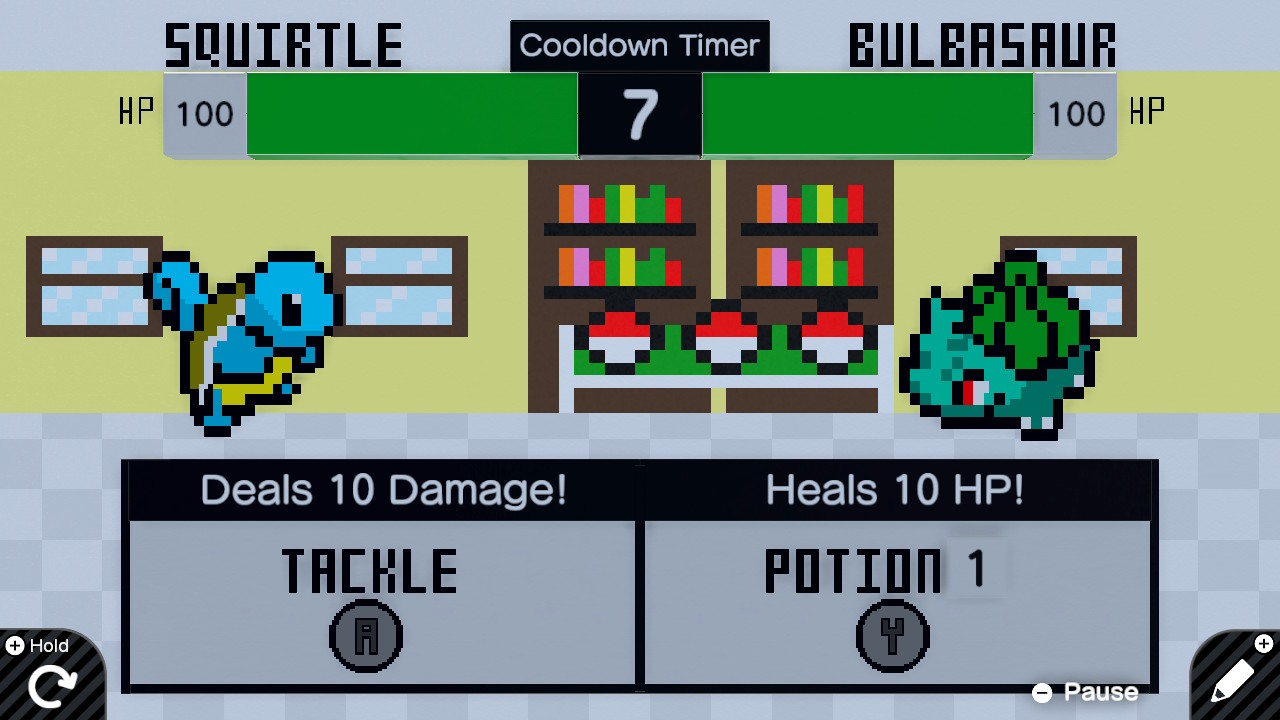 SQUIRTLE
Cooldown Timer
BULBASAUR
HP 100
7
100 HP
Deals 10 Damage!
Heals 10 HP!
TACKLE
POTION 1
A
Y
+ Hold
+
− Pause